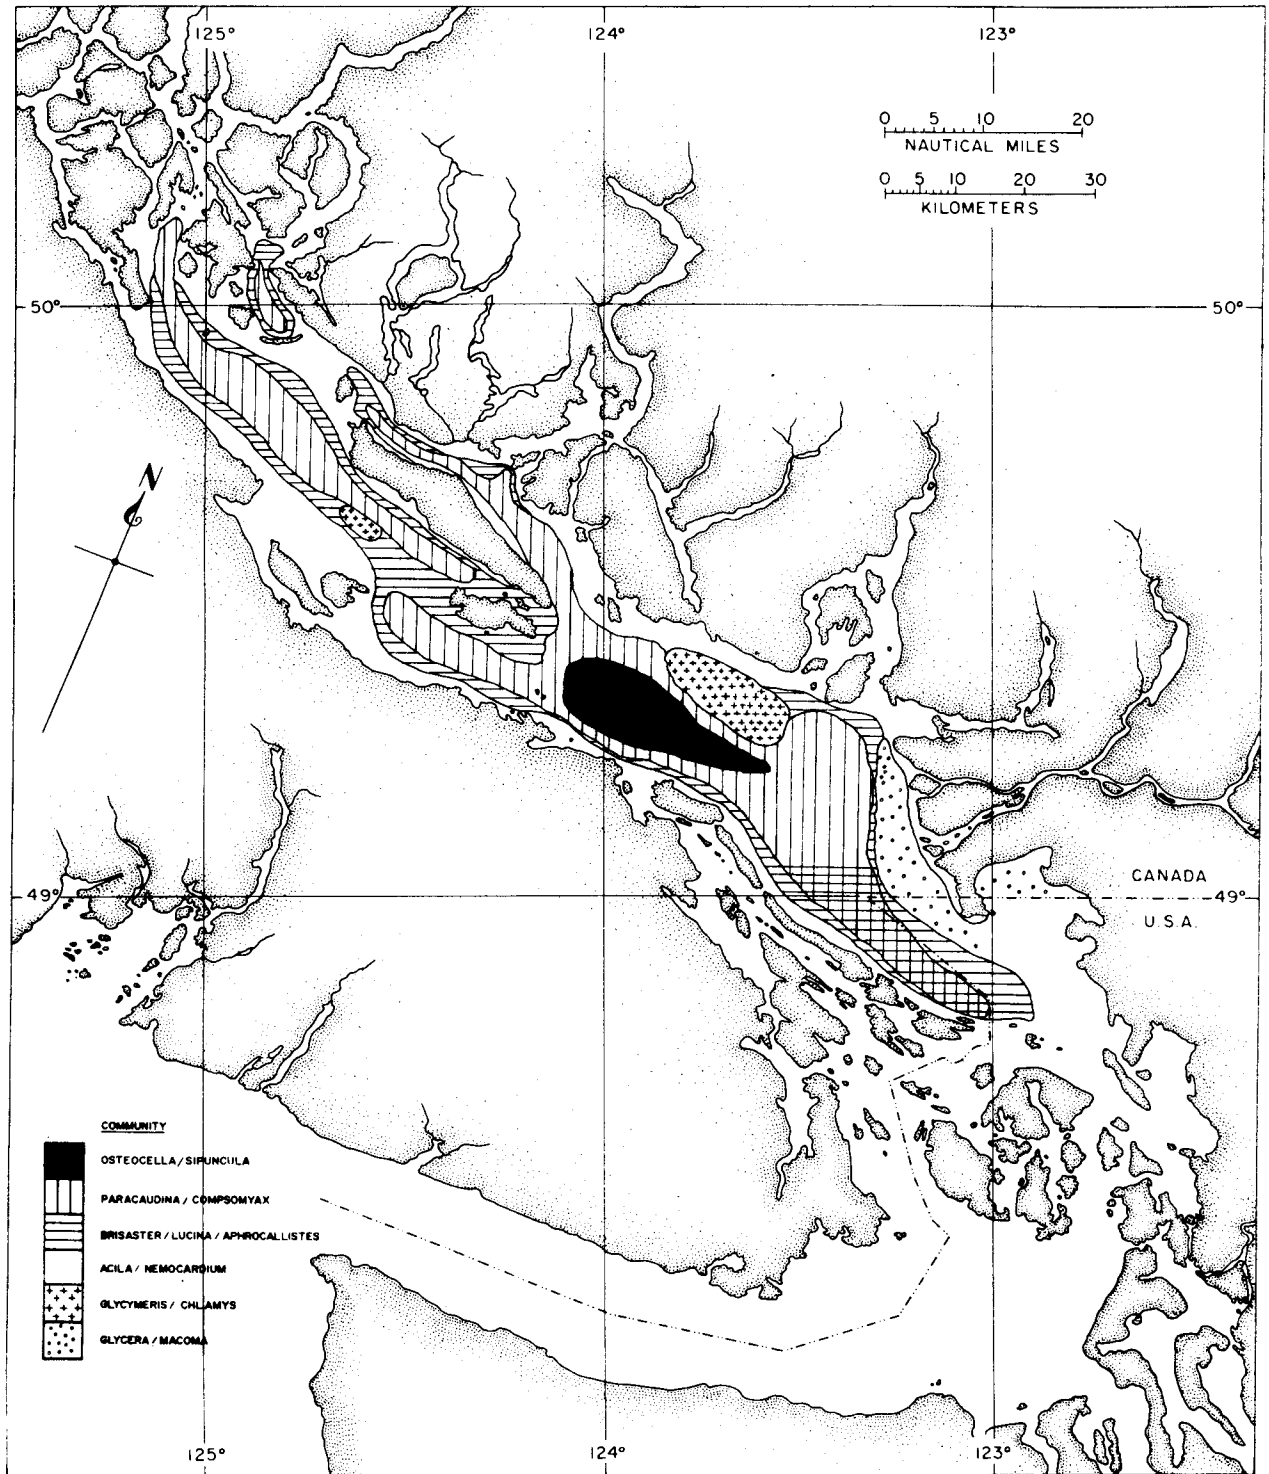 125° 124° 123°
0 5 10 20
NAUTICAL MILES
0 5 10 20 30
KILOMETERS
50° 50°
N
CANADA
49° 49°
U.S.A.
COMMUNITY
OSTEOCELLA / SIPUNCULA
PARACAUDINA / COMPSOMYAX
BRISASTER / LUCINA / APHROCALLISTES
ACILA / NEMOCARDIUM
GLYCYMERIS / CHLAMYS
GLYCERA / MACOMA
125° 124° 123°